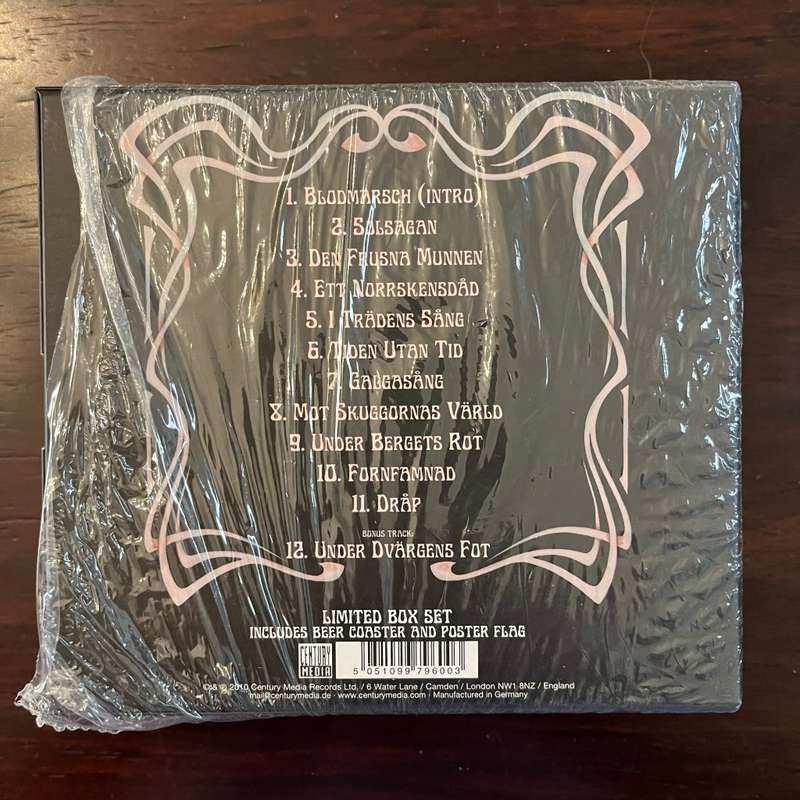 1. Blodmarsch (intro)
2. Solsagan
3. Den Frusna Munnen
4. Ett Norrskensdåd
5. I Trädens Sång
6. Tiden Utan Tid
7. Galgasång
8. Mot Skuggornas Värld
9. Under Bergets Rot
10. Fornfamnad
11. Dråp
BONUS TRACK:
12. Under Dvärgens Fot
LIMITED BOX SET
INCLUDES BEER COASTER AND POSTER FLAG
CENTURY
MEDIA
5 051099 796003
© & ℗ 2010 Century Media Records Ltd. / 6 Water Lane / Camden / London NW1 8NZ / England
mail@centurymedia.de · www.centurymedia.com · Manufactured in Germany